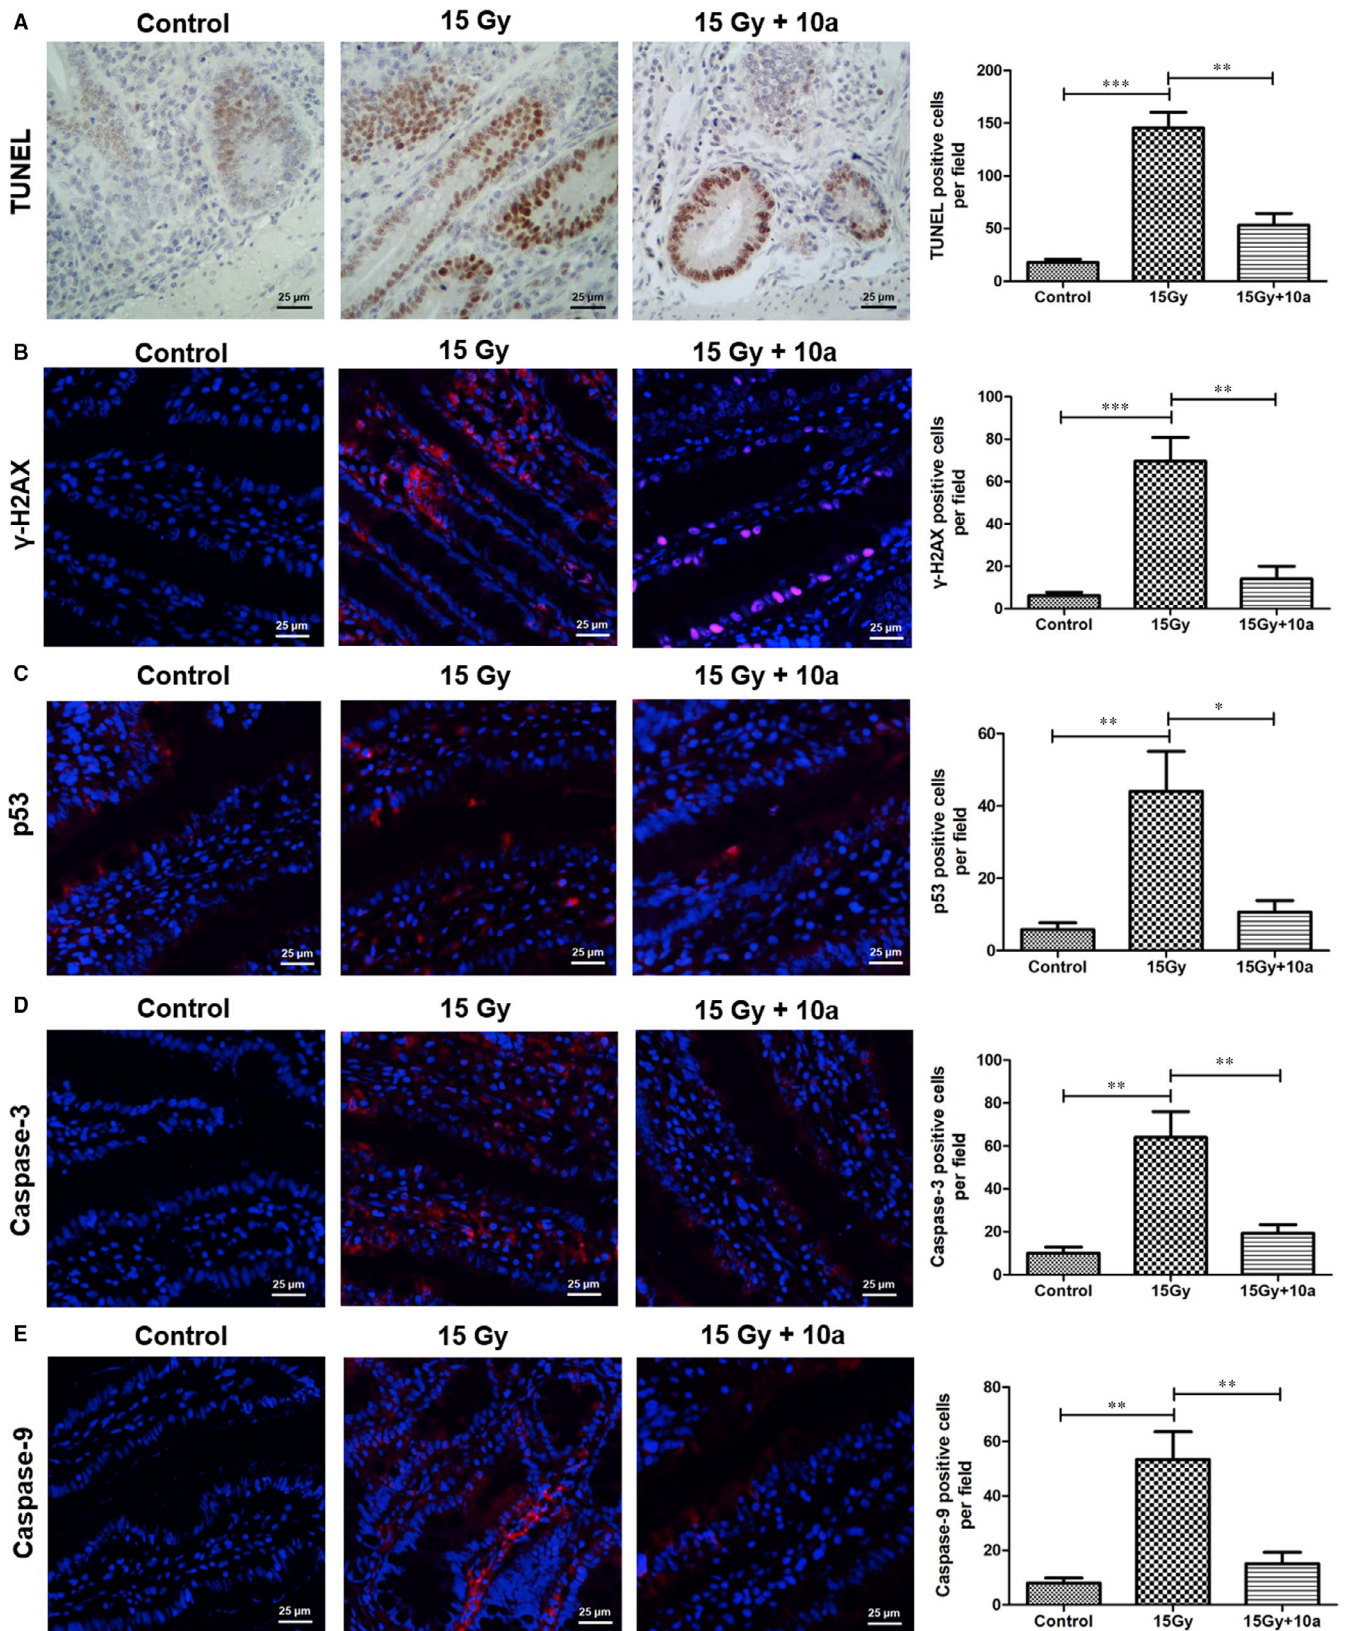 A
Control
15 Gy
15 Gy + 10a
TUNEL
25 µm
25 µm
25 µm
TUNEL positive cells
per field
200
150
100
50
0
***
**
Control
15Gy
15Gy+10a
B
Control
15 Gy
15 Gy + 10a
γ-H2AX
25 µm
25 µm
25 µm
γ-H2AX positive cells
per field
100
80
60
40
20
0
***
**
Control
15Gy
15Gy+10a
C
Control
15 Gy
15 Gy + 10a
p53
25 µm
25 µm
25 µm
p53 positive cells
per field
60
40
20
0
**
*
Control
15Gy
15Gy+10a
D
Control
15 Gy
15 Gy + 10a
Caspase-3
25 µm
25 µm
25 µm
Caspase-3 positive cells
per field
100
80
60
40
20
0
**
**
Control
15Gy
15Gy+10a
E
Control
15 Gy
15 Gy + 10a
Caspase-9
25 µm
25 µm
25 µm
Caspase-9 positive cells
per field
80
60
40
20
0
**
**
Control
15Gy
15Gy+10a